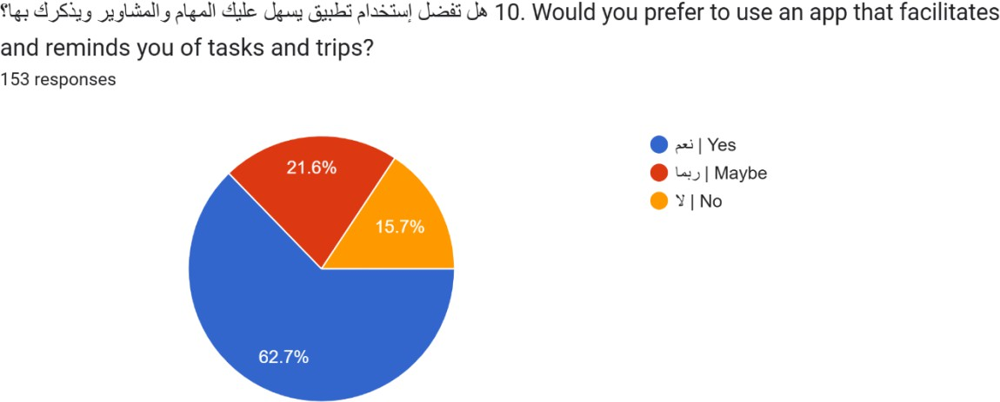 هل تفضل إستخدام تطبيق يسهل عليك المهام والمشاوير ويذكرك بها؟ 10. Would you prefer to use an app that facilitates
and reminds you of tasks and trips?
153 responses
21.6%
15.7%
62.7%
نعم | Yes
ربما | Maybe
لا | No